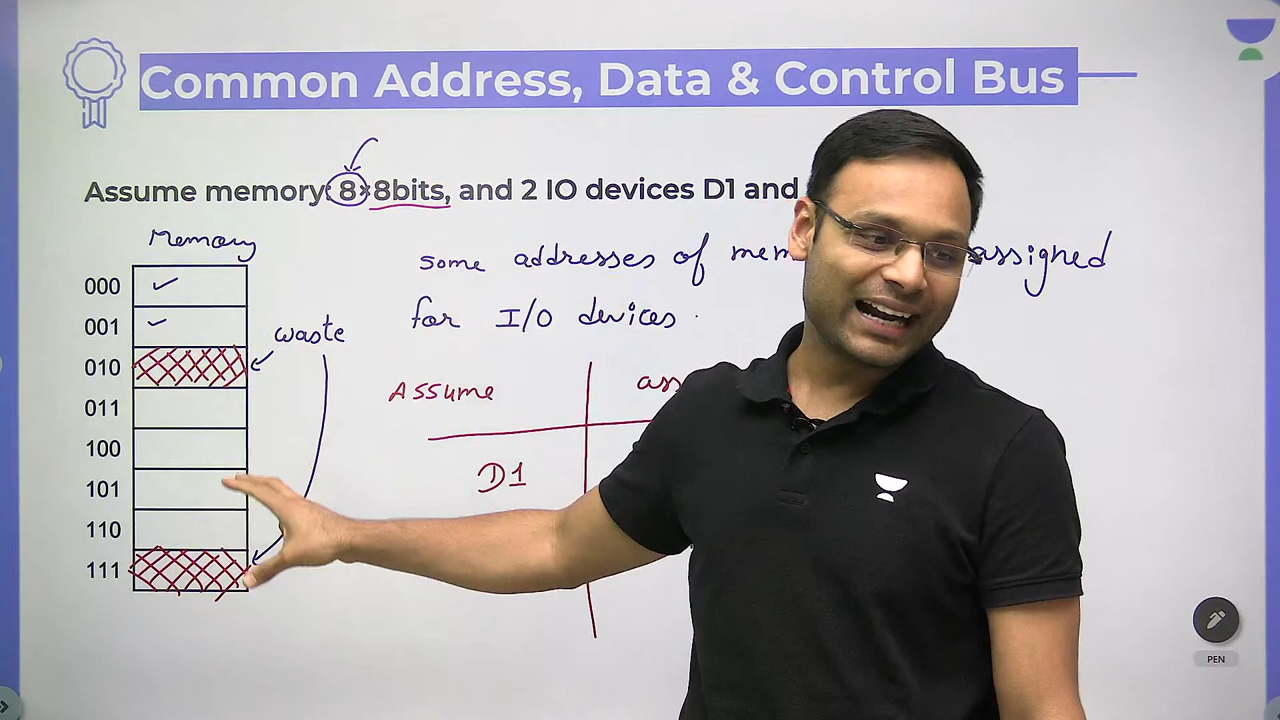 Common Address, Data & Control Bus
Assume memory: 8×8bits, and 2 IO devices D1 and
Memory
some addresses of mem assigned
for I/O devices.
000
001
010
011
100
101
110
111
waste
Assume
ass
D1
PEN